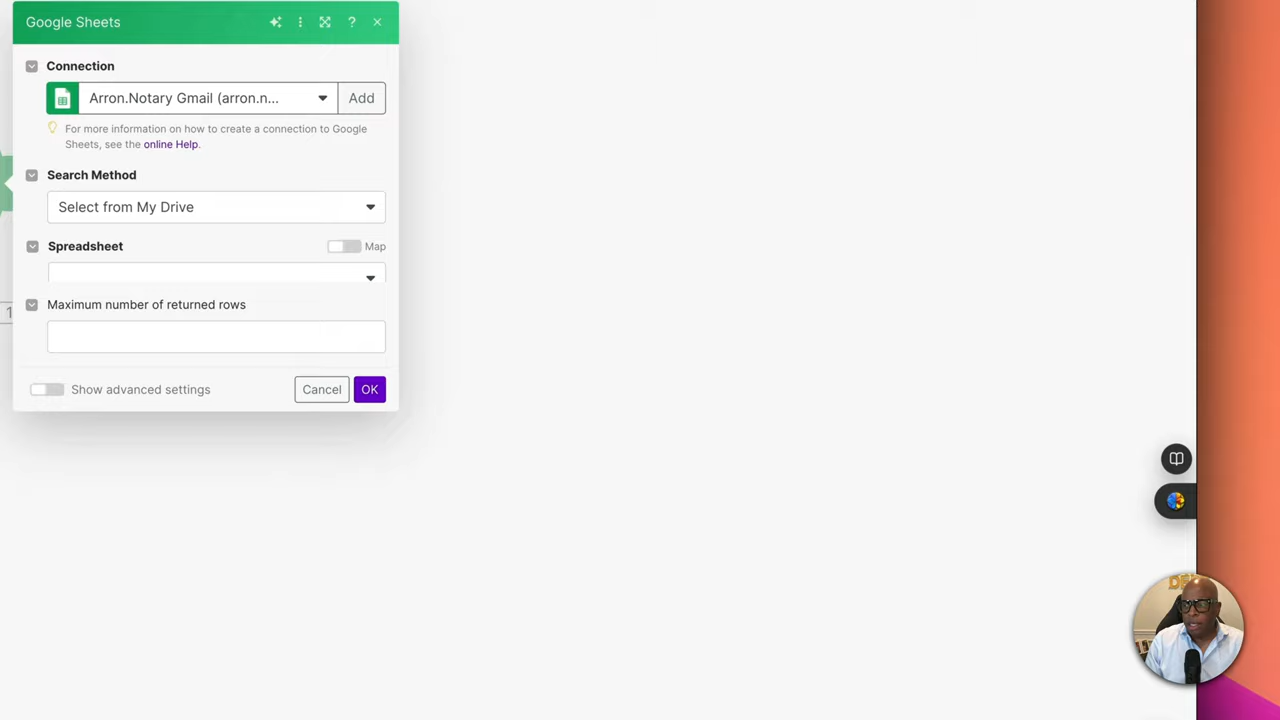 Google Sheets
Connection
Arron.Notary Gmail (arron.n...
Add
For more information on how to create a connection to Google
Sheets, see the online Help.
Search Method
Select from My Drive
Spreadsheet
Map
1
Maximum number of returned rows
Show advanced settings
Cancel
OK